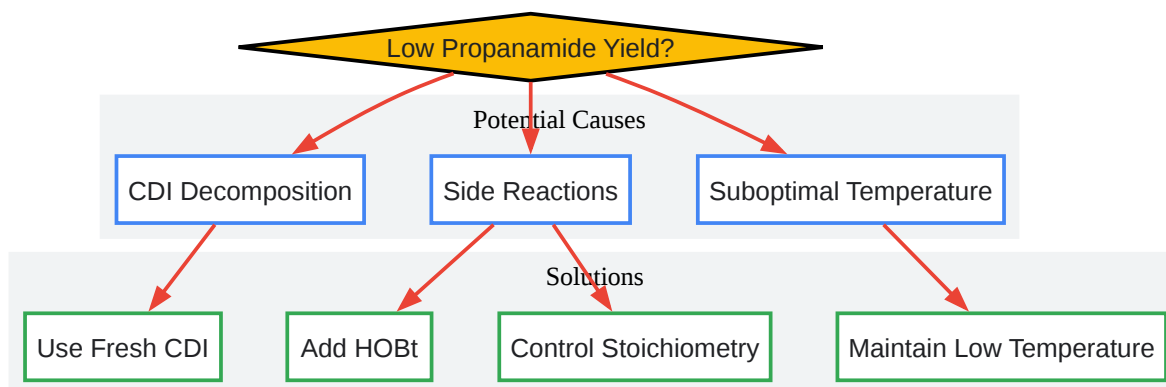 Low Propanamide Yield?
Potential Causes
CDI Decomposition
Side Reactions
Suboptimal Temperature
Solutions
Use Fresh CDI
Add HOBt
Control Stoichiometry
Maintain Low Temperature